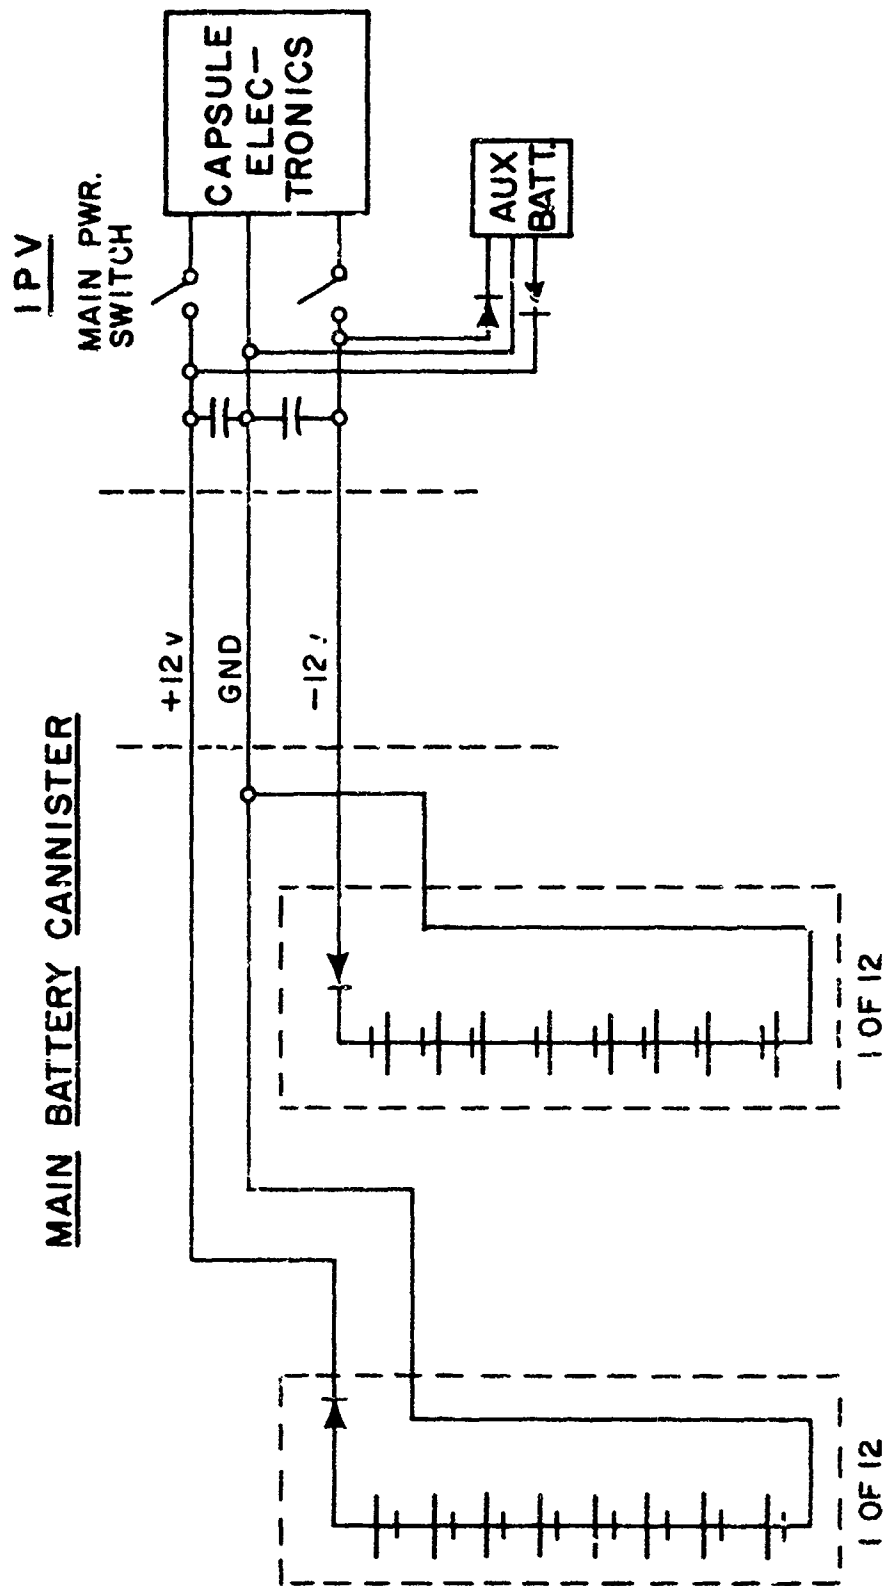 MAIN BATTERY CANNISTER
IPV
MAIN PWR.
SWITCH
CAPSULE
ELEC-
TRONICS
+12V
GND
-12
AUX
BATT.
1 OF 12
1 OF 12